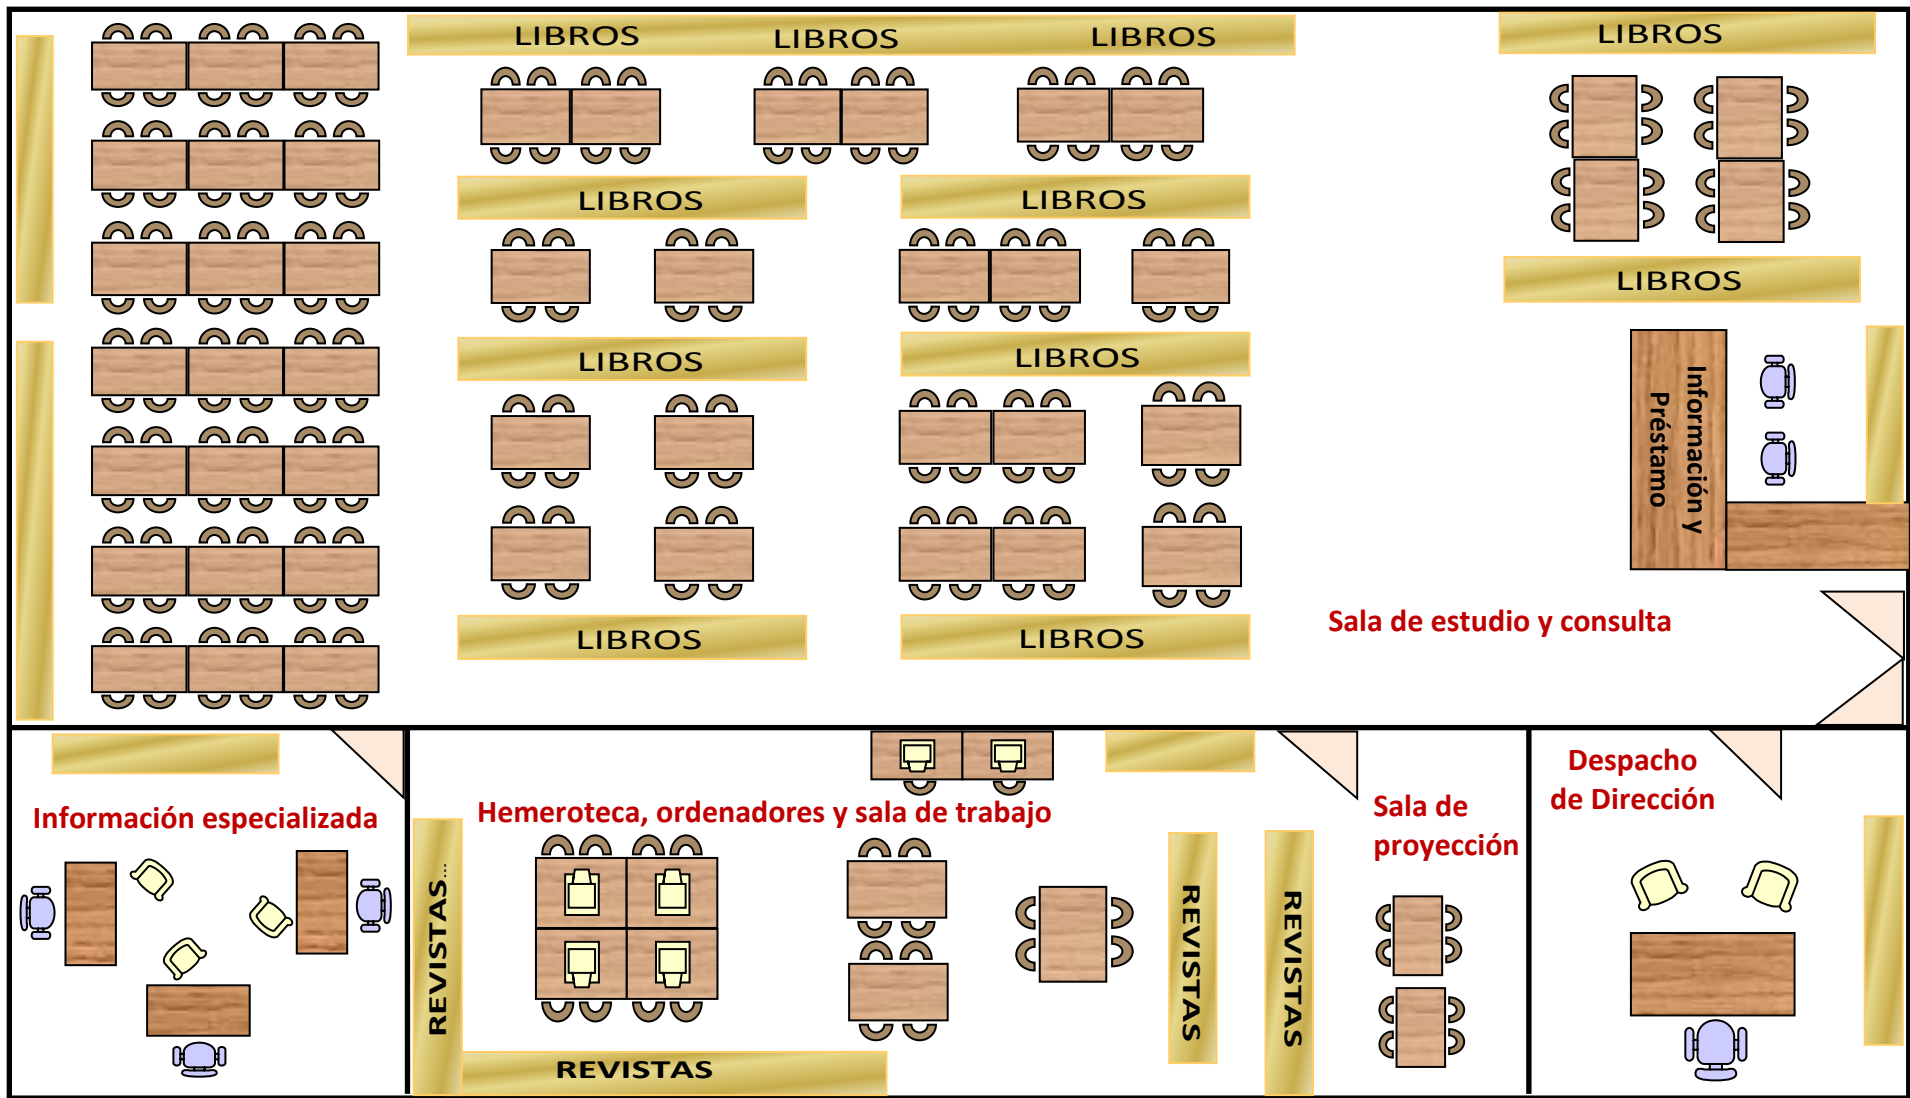 LIBROS
LIBROS
LIBROS
LIBROS
LIBROS
LIBROS
LIBROS
LIBROS
LIBROS
LIBROS
Información y
Préstamo
LIBROS
LIBROS
Sala de estudio y consulta
Información especializada
Hemeroteca, ordenadores y sala de trabajo
Sala de
proyección
Despacho
de Dirección
REVISTAS...
REVISTAS
REVISTAS
REVISTAS